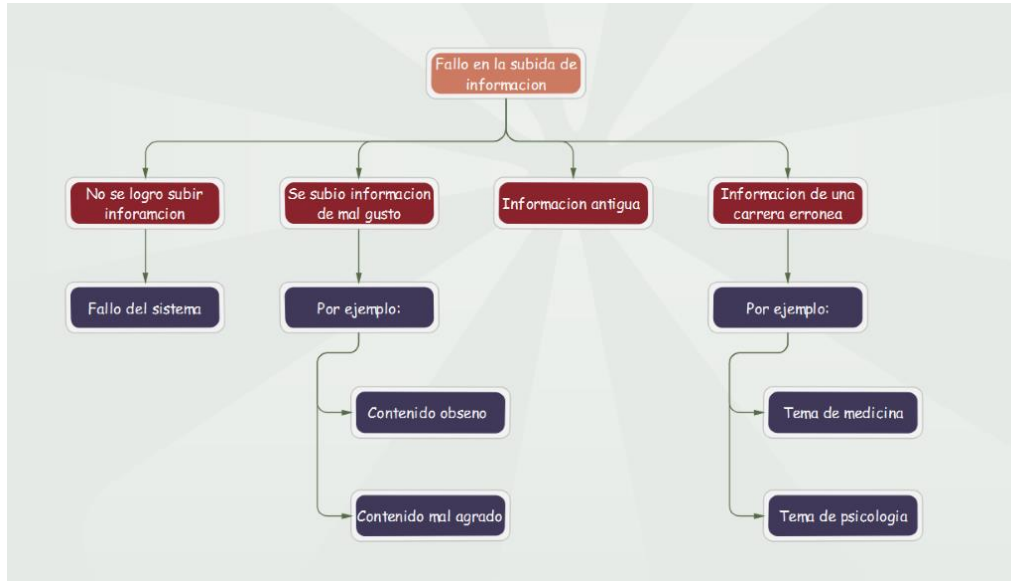 Fallo en la subida de
informacion
No se logro subir
inforamcion
Se subio informacion
de mal gusto
Informacion antigua
Informacion de una
carrera erronea
Fallo del sistema
Por ejemplo:
Por ejemplo:
Contenido obseno
Tema de medicina
Contenido mal agrado
Tema de psicologia